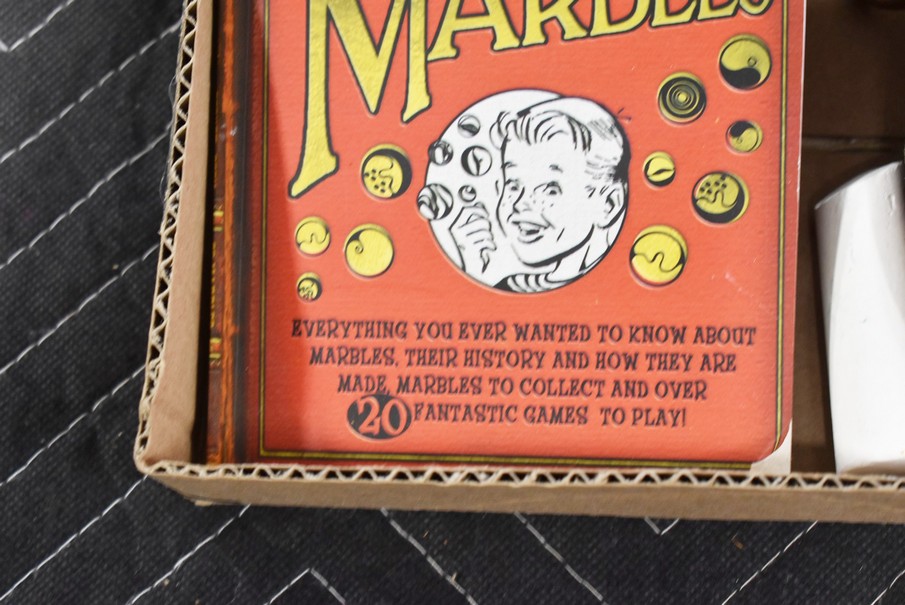 MARBLES
EVERYTHING YOU EVER WANTED TO KNOW ABOUT
MARBLES, THEIR HISTORY AND HOW THEY ARE
MADE, MARBLES TO COLLECT AND OVER
20 FANTASTIC GAMES TO PLAY!